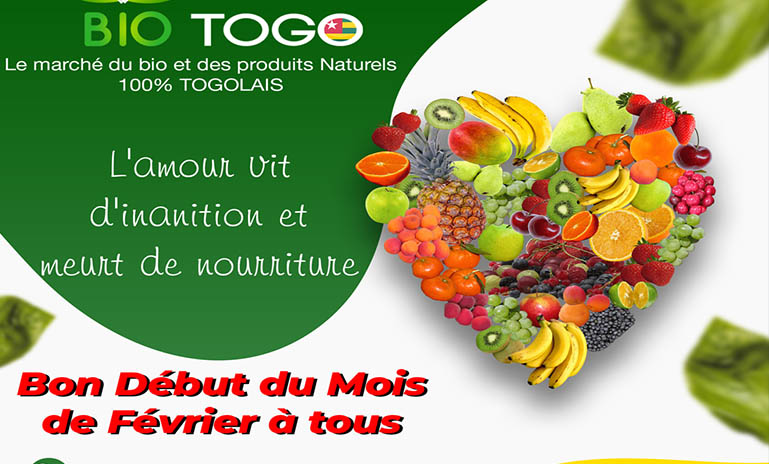 BIO TOGO
Le marché du bio et des produits Naturels
100% TOGOLAIS
L'amour vit
d'inanition et
meurt de nourriture
Bon Début du Mois
de Février à tous